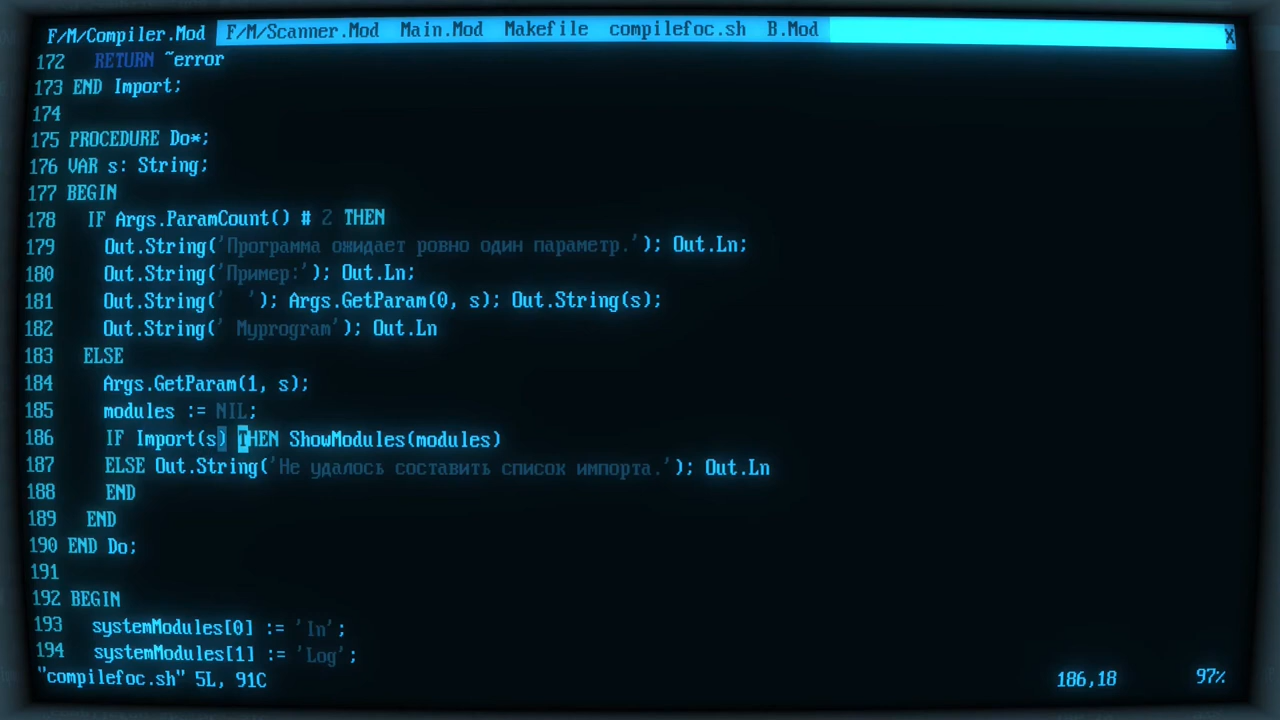 F/M/Compiler.Mod F/M/Scanner.Mod Main.Mod Makefile compilefoc.sh B.Mod X
172 RETURN ~error
173 END Import;
174
175 PROCEDURE Do*;
176 VAR s: String;
177 BEGIN
178 IF Args.ParamCount() # 2 THEN
179 Out.String('Программа ожидает ровно один параметр.'); Out.Ln;
180 Out.String('Пример:'); Out.Ln;
181 Out.String('  '); Args.GetParam(0, s); Out.String(s);
182 Out.String(' Myprogram'); Out.Ln
183 ELSE
184 Args.GetParam(1, s);
185 modules := NIL;
186 IF Import(s) THEN ShowModules(modules)
187 ELSE Out.String('Не удалось составить список импорта.'); Out.Ln
188 END
189 END
190 END Do;
191
192 BEGIN
193 systemModules[0] := 'In';
194 systemModules[1] := 'Log';
"compilefoc.sh" 5L, 91C 186,18 97%